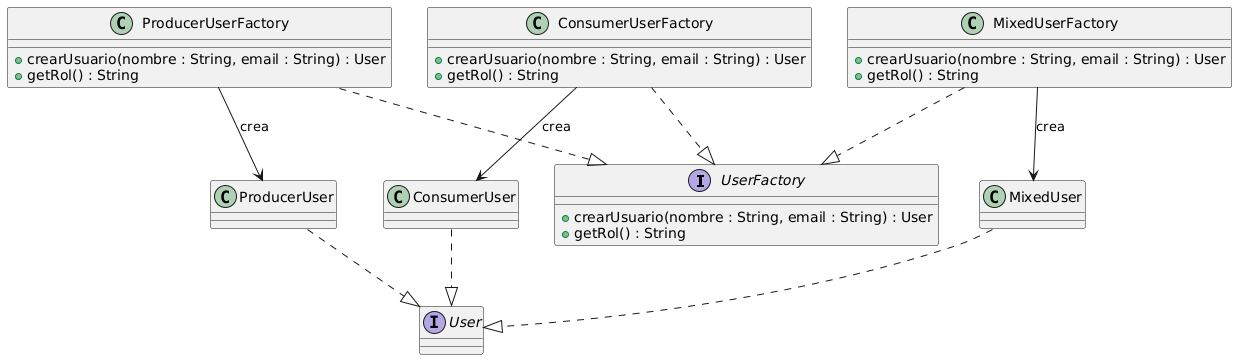 C ProducerUserFactory
+ crearUsuario(nombre : String, email : String) : User
+ getRol() : String
C ConsumerUserFactory
+ crearUsuario(nombre : String, email : String) : User
+ getRol() : String
C MixedUserFactory
+ crearUsuario(nombre : String, email : String) : User
+ getRol() : String
crea
crea
crea
C ProducerUser
C ConsumerUser
I UserFactory
crearUsuario(nombre : String, email : String) : User
getRol() : String
C MixedUser
I User